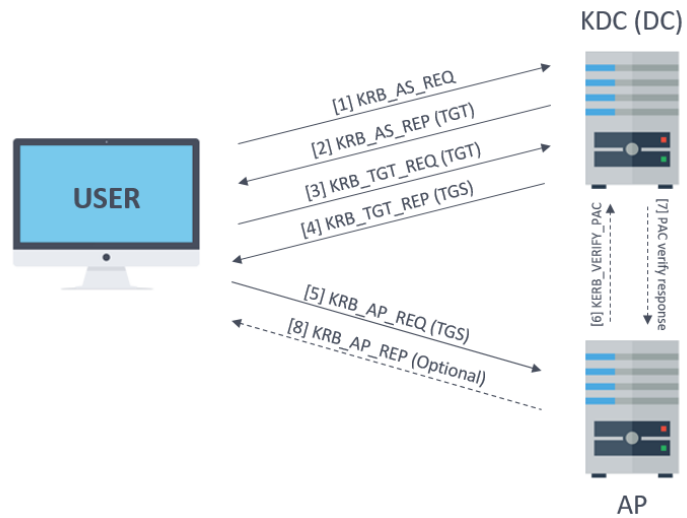 KDC (DC)
[1] KRB_AS_REQ
[2] KRB_AS_REP (TGT)
[3] KRB_TGT_REQ (TGT)
[4] KRB_TGT_REP (TGS)
USER
[5] KRB_AP_REQ (TGS)
[8] KRB_AP_REP (Optional)
[6] KERB_VERIFY_PAC
[7] PAC verify response
AP